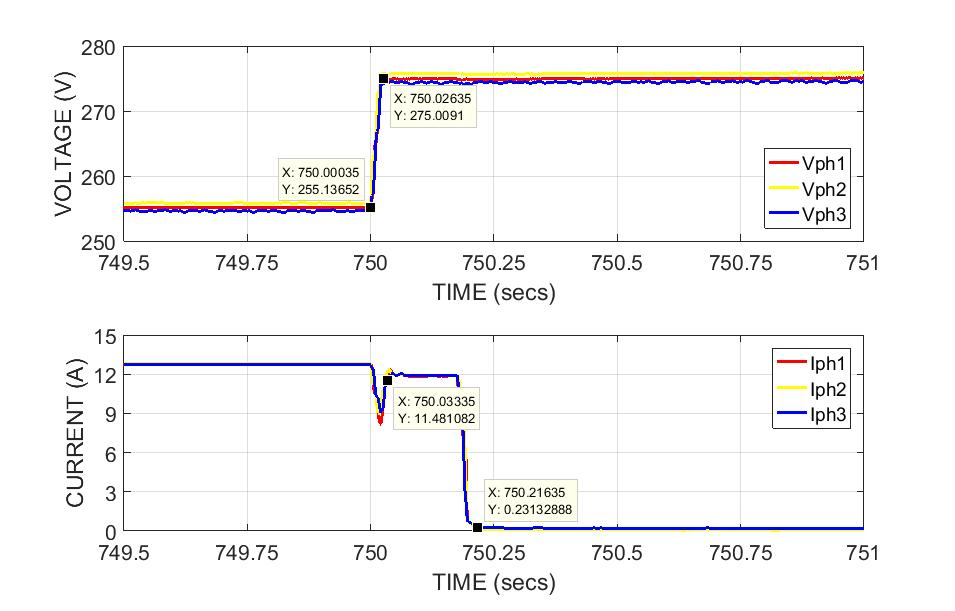 280
270
260
250
VOLTAGE (V)
X: 750.02635
Y: 275.0091
X: 750.00035
Y: 255.13652
Vph1
Vph2
Vph3
749.5 749.75 750 750.25 750.5 750.75 751
TIME (secs)
15
12
9
6
3
0
CURRENT (A)
Iph1
Iph2
Iph3
X: 750.03335
Y: 11.481082
X: 750.21635
Y: 0.23132888
749.5 749.75 750 750.25 750.5 750.75 751
TIME (secs)